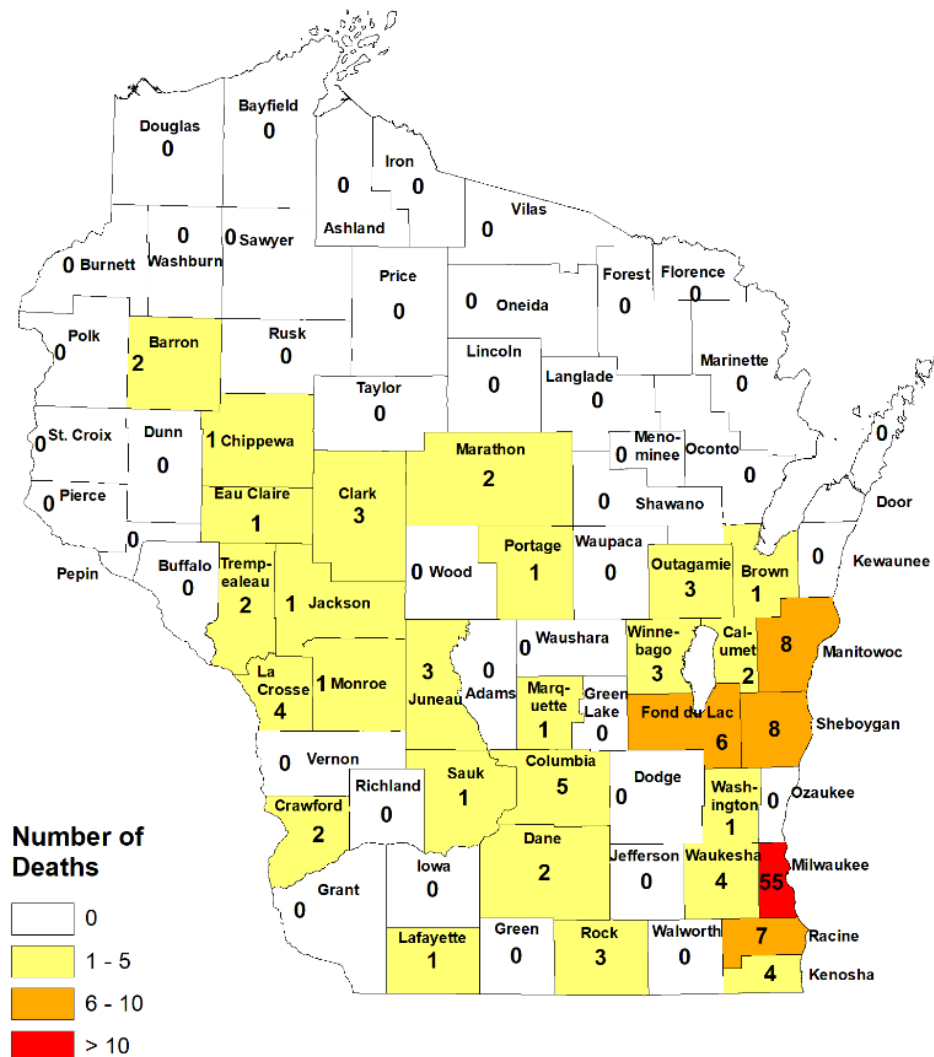 Bayfield
0
Douglas
0
Iron
0
0
Ashland
Vilas
0
0
Washburn
0
Sawyer
0 Burnett
Price
0
Forest
0
Florence
0
0
Oneida
Polk
0
Barron
2
Rusk
0
Lincoln
0
Langlade
0
Marinette
0
Taylor
0
St. Croix
0
Dunn
0
1 Chippewa
Marathon
2
0
Meno-
minee
Oconto
0
0
Door
Pierce
0
Eau Claire
1
Clark
3
0
Shawano
0
Pepin
Buffalo
0
Tremp-
ealeau
2
1
Jackson
0
Wood
Portage
1
Waupaca
0
Outagamie
3
Brown
1
0
Kewaunee
La
Crosse
4
1 Monroe
3
Juneau
0
Adams
Waushara
0
Winne-
bago
3
Cal-
umet
2
8
Manitowoc
Marq-
uette
1
Green
Lake
0
Fond du Lac
6
8
Sheboygan
0
Vernon
Richland
0
Sauk
1
Columbia
5
Dodge
0
Wash-
ington
1
0
Ozaukee
Crawford
2
Dane
2
Jefferson
0
Waukesha
4
55
Milwaukee
Grant
0
Iowa
0
Lafayette
1
Green
0
Rock
3
Walworth
0
7
Racine
4
Kenosha
Number of
Deaths
0
1 - 5
6 - 10
> 10